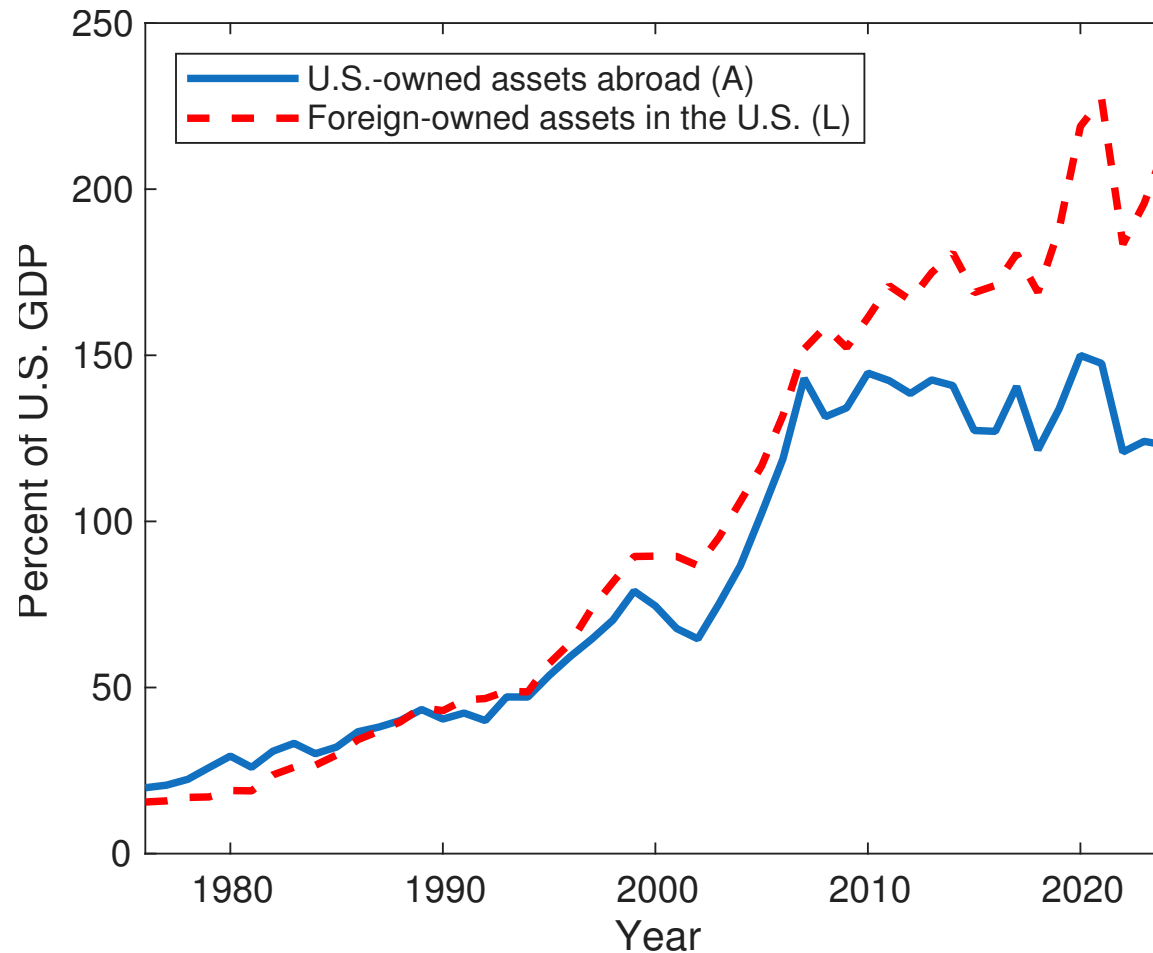 250
U.S.-owned assets abroad (A)
Foreign-owned assets in the U.S. (L)
200
150
100
50
0
Percent of U.S. GDP
1980 1990 2000 2010 2020
Year